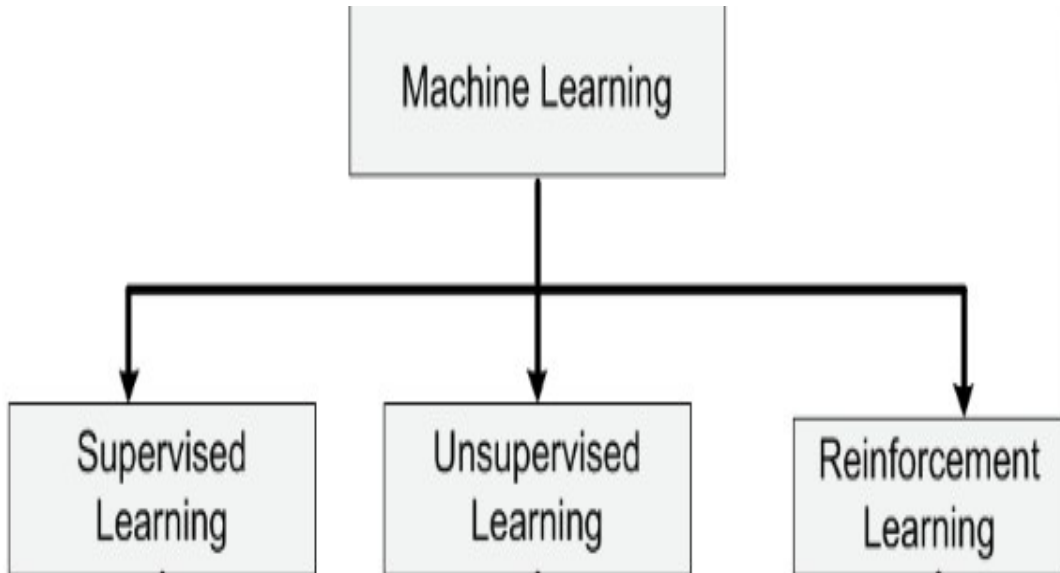 Machine Learning
Supervised
Learning
Unsupervised
Learning
Reinforcement
Learning